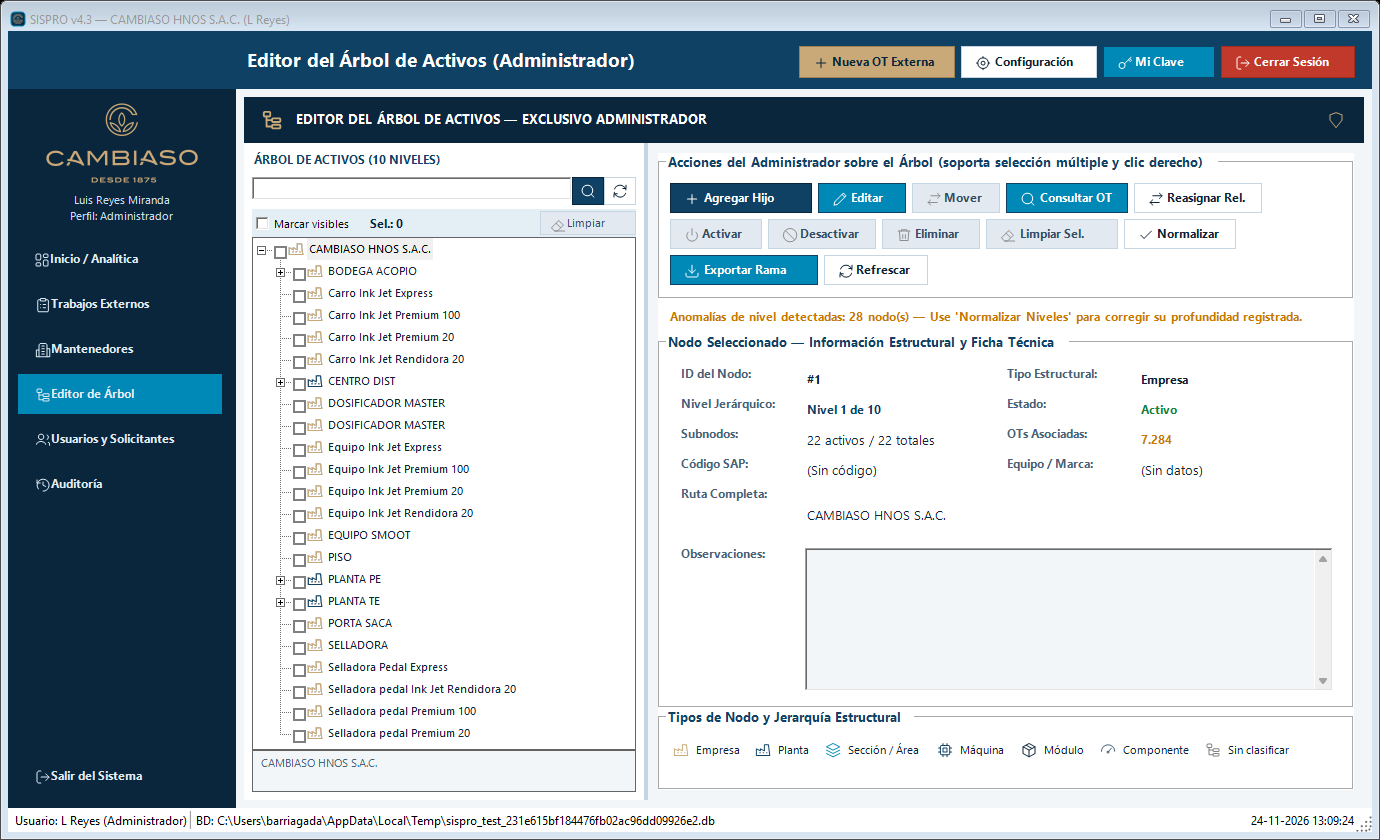 SISPRO v4.3 — CAMBIASO HNOS S.A.C. (L Reyes)
Editor del Árbol de Activos (Administrador)
Nueva OT Externa
Configuración
Mi Clave
Cerrar Sesión
CAMBIASO
DESDE 1875
Luis Reyes Miranda
Perfil: Administrador
Inicio / Analítica
Trabajos Externos
Mantenedores
Editor de Árbol
Usuarios y Solicitantes
Auditoría
Salir del Sistema
EDITOR DEL ÁRBOL DE ACTIVOS — EXCLUSIVO ADMINISTRADOR
ÁRBOL DE ACTIVOS (10 NIVELES)
Marcar visibles Sel.: 0 Limpiar
CAMBIASO HNOS S.A.C.
BODEGA ACOPIO
Carro Ink Jet Express
Carro Ink Jet Premium 100
Carro Ink Jet Premium 20
Carro Ink Jet Rendidora 20
CENTRO DIST
DOSIFICADOR MASTER
DOSIFICADOR MASTER
Equipo Ink Jet Express
Equipo Ink Jet Premium 100
Equipo Ink Jet Premium 20
Equipo Ink Jet Rendidora 20
EQUIPO SMOOT
PISO
PLANTA PE
PLANTA TE
PORTA SACA
SELLADORA
Selladora Pedal Express
Selladora pedal Ink Jet Rendidora 20
Selladora pedal Premium 100
Selladora pedal Premium 20
CAMBIASO HNOS S.A.C.
Acciones del Administrador sobre el Árbol (soporta selección múltiple y clic derecho)
Agregar Hijo Editar Mover Consultar OT Reasignar Rel.
Activar Desactivar Eliminar Limpiar Sel. Normalizar
Exportar Rama Refrescar
Anomalías de nivel detectadas: 28 nodo(s) — Use 'Normalizar Niveles' para corregir su profundidad registrada.
Nodo Seleccionado — Información Estructural y Ficha Técnica
ID del Nodo: #1 Tipo Estructural: Empresa
Nivel Jerárquico: Nivel 1 de 10 Estado: Activo
Subnodos: 22 activos / 22 totales OTs Asociadas: 7.284
Código SAP: (Sin código) Equipo / Marca: (Sin datos)
Ruta Completa:
CAMBIASO HNOS S.A.C.
Observaciones:
Tipos de Nodo y Jerarquía Estructural
Empresa Planta Sección / Área Máquina Módulo Componente Sin clasificar
Usuario: L Reyes (Administrador) BD: C:\Users\barriagada\AppData\Local\Temp\sispro_test_231e615bf184476fb02ac96dd09926e2.db 24-11-2026 13:09:24